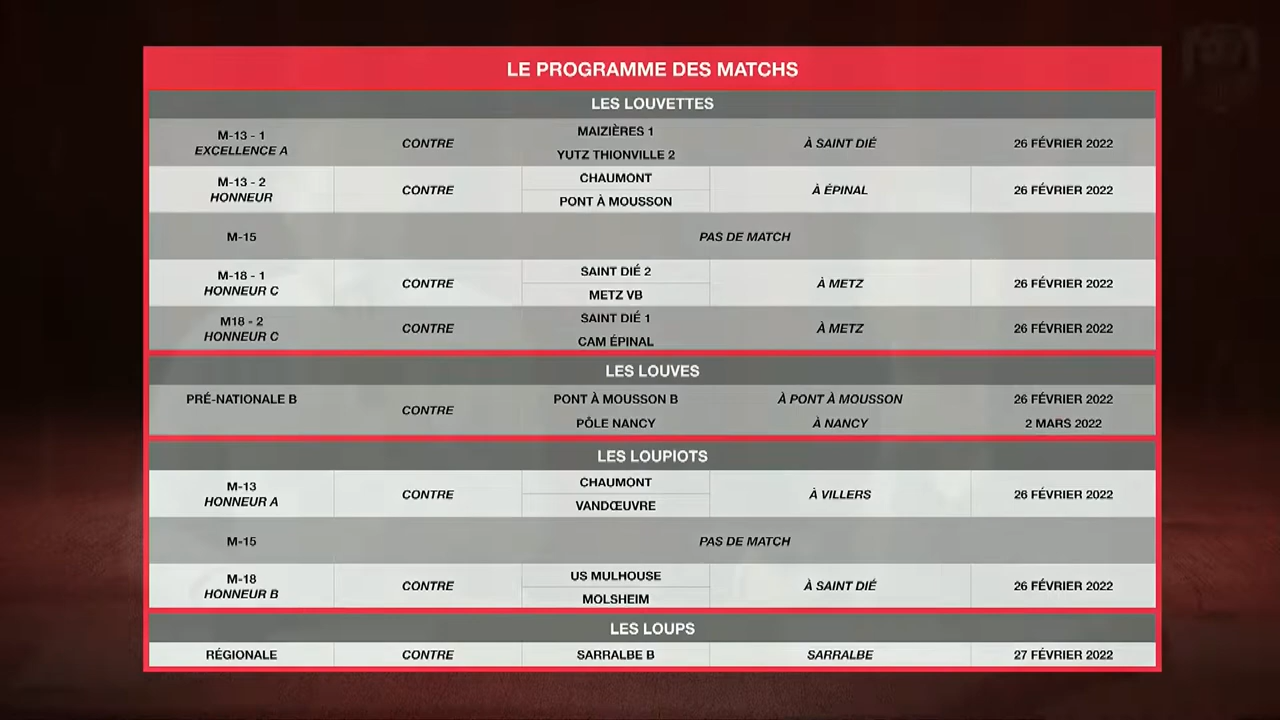 LE PROGRAMME DES MATCHS
LES LOUVETTES
M-13 - 1
EXCELLENCE A
CONTRE
MAIZIÈRES 1
YUTZ THIONVILLE 2
À SAINT DIÉ
26 FÉVRIER 2022
M-13 - 2
HONNEUR
CONTRE
CHAUMONT
PONT À MOUSSON
À ÉPINAL
26 FÉVRIER 2022
M-15
PAS DE MATCH
M-18 - 1
HONNEUR C
CONTRE
SAINT DIÉ 2
METZ VB
À METZ
26 FÉVRIER 2022
M18 - 2
HONNEUR C
CONTRE
SAINT DIÉ 1
CAM ÉPINAL
À METZ
26 FÉVRIER 2022
LES LOUVES
PRÉ-NATIONALE B
CONTRE
PONT À MOUSSON B
À PONT À MOUSSON
26 FÉVRIER 2022
PÔLE NANCY
À NANCY
2 MARS 2022
LES LOUPIOTS
M-13
HONNEUR A
CONTRE
CHAUMONT
VANDŒUVRE
À VILLERS
26 FÉVRIER 2022
M-15
PAS DE MATCH
M-18
HONNEUR B
CONTRE
US MULHOUSE
MOLSHEIM
À SAINT DIÉ
26 FÉVRIER 2022
LES LOUPS
RÉGIONALE
CONTRE
SARRALBE B
SARRALBE
27 FÉVRIER 2022